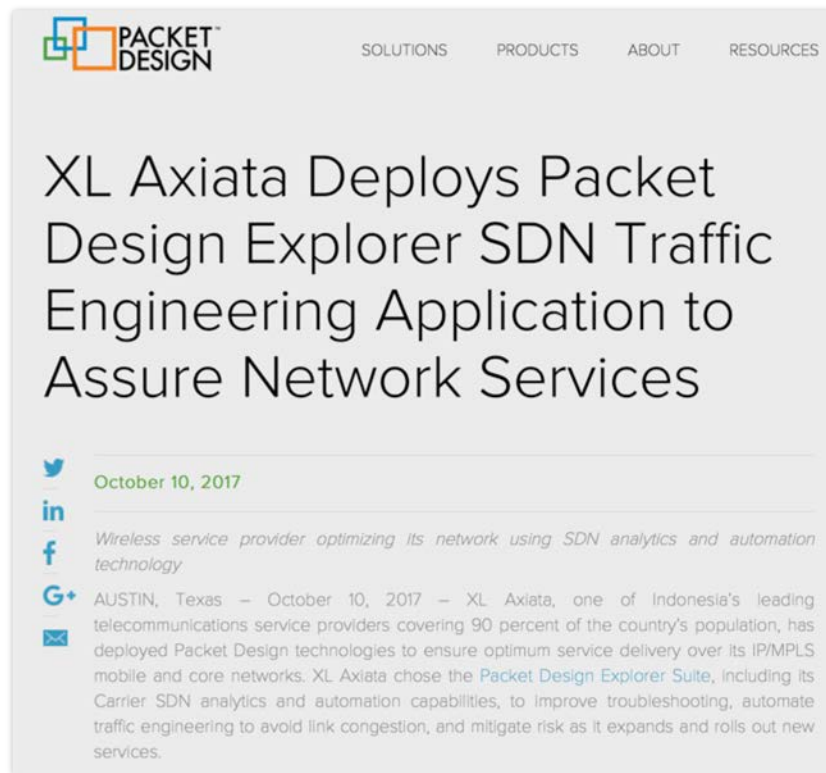 PACKET™
DESIGN
SOLUTIONS PRODUCTS ABOUT RESOURCES
XL Axiata Deploys Packet
Design Explorer SDN Traffic
Engineering Application to
Assure Network Services
October 10, 2017
Wireless service provider optimizing its network using SDN analytics and automation
technology
AUSTIN, Texas – October 10, 2017 – XL Axiata, one of Indonesia's leading
telecommunications service providers covering 90 percent of the country's population, has
deployed Packet Design technologies to ensure optimum service delivery over its IP/MPLS
mobile and core networks. XL Axiata chose the Packet Design Explorer Suite, including its
Carrier SDN analytics and automation capabilities, to improve troubleshooting, automate
traffic engineering to avoid link congestion, and mitigate risk as it expands and rolls out new
services.